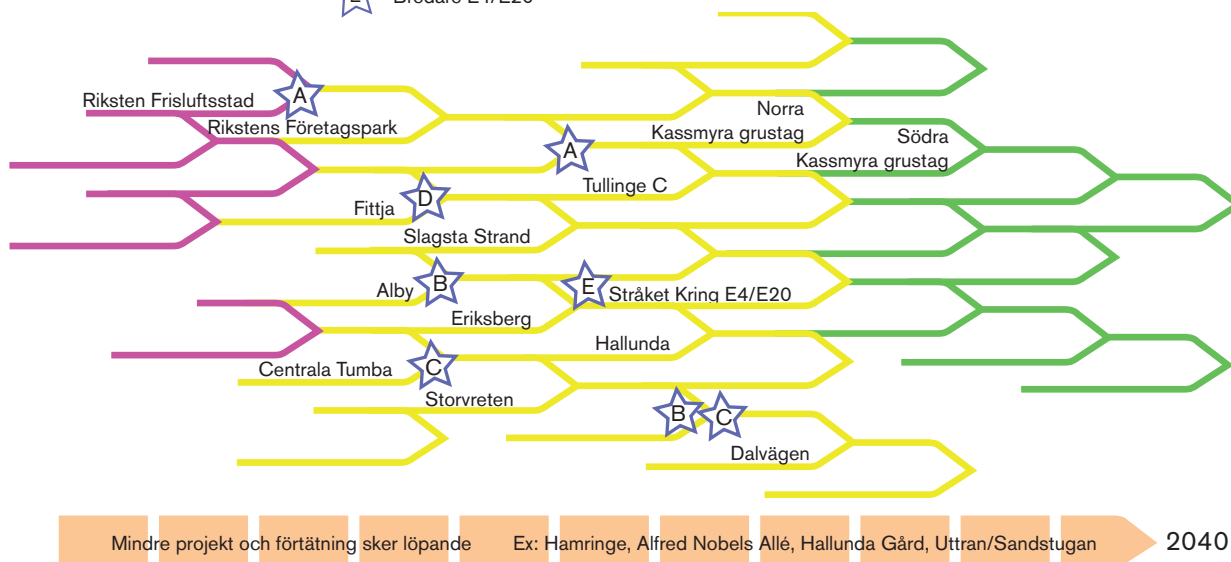 A
Riksten Frisluftsstad
Rikstens Företagspark
Norra
Kassmyra grustag
Södra
Kassmyra grustag
A
Tullinge C
D
Fittja
Slagsta Strand
B
E
Alby
Stråket Kring E4/E20
Eriksberg
Hallunda
C
Centrala Tumba
Storvreten
B
C
Dalvägen
Mindre projekt och förtätning sker löpande Ex: Hamringe, Alfred Nobels Allé, Hallunda Gård, Uttran/Sandstugan
2040